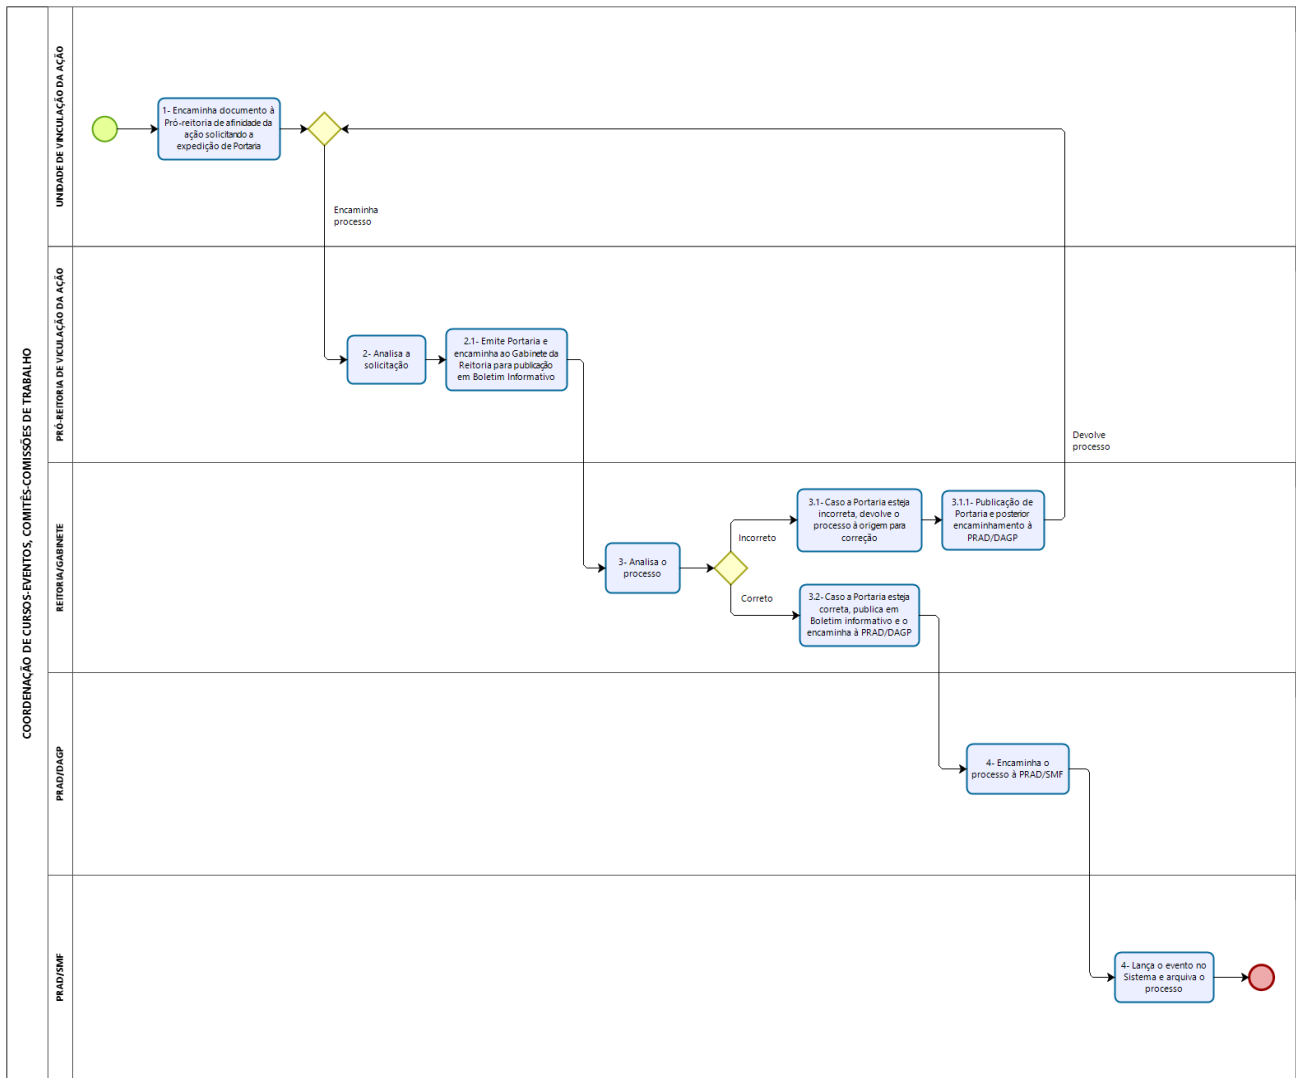 COORDENAÇÃO DE CURSOS-EVENTOS, COMITÊS-COMISSÕES DE TRABALHO
UNIDADE DE VINCULAÇÃO DA AÇÃO
1- Encaminha documento à
Pró-reitoria de afinidade da
ação solicitando a
expedição de Portaria
Encaminha
processo
PRÓ-REITORIA DE VICULAÇÃO DA AÇÃO
2- Analisa a
solicitação
2.1- Emite Portaria e
encaminha ao Gabinete da
Reitoria para publicação
em Boletim Informativo
Devolve
processo
REITORIA/GABINETE
3- Analisa o
processo
Incorreto
3.1- Caso a Portaria esteja
incorreta, devolve o
processo à origem para
correção
3.1.1- Publicação de
Portaria e posterior
encaminhamento à
PRAD/DAGP
Correto
3.2- Caso a Portaria esteja
correta, publica em
Boletim informativo e o
encaminha à PRAD/DAGP
PRAD/DAGP
4- Encaminha o
processo à PRAD/SMF
PRAD/SMF
4- Lança o evento no
Sistema e arquiva o
processo